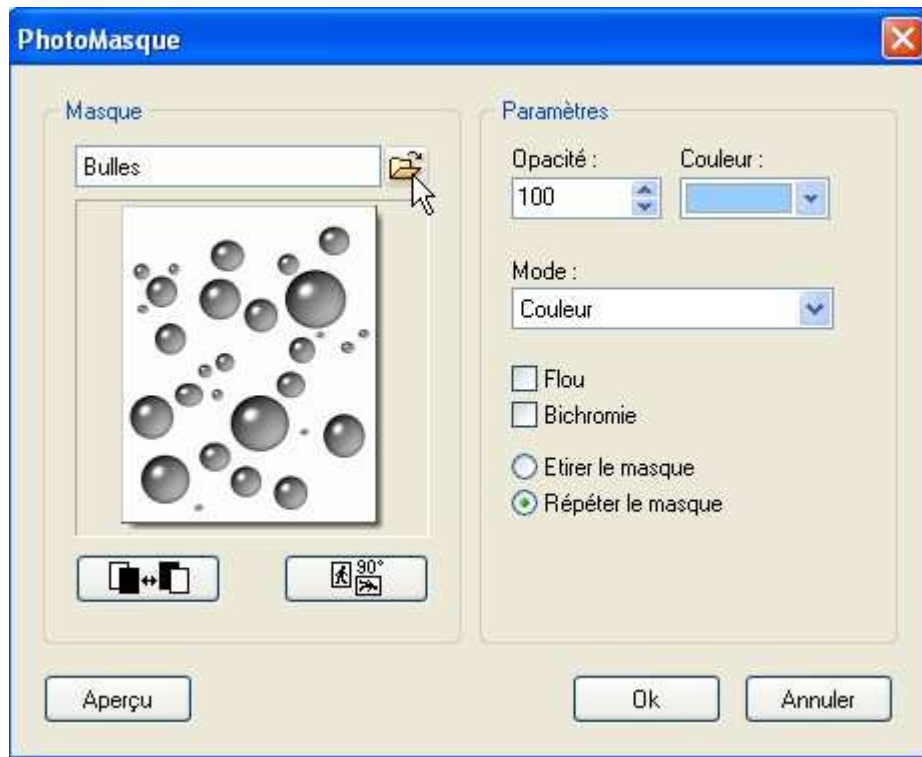 PhotoMasque
Masque
Bulles
90°
Aperçu
Paramètres
Opacité :
Couleur :
100
Mode :
Couleur
Flou
Bichromie
Etirer le masque
Répéter le masque
Ok
Annuler